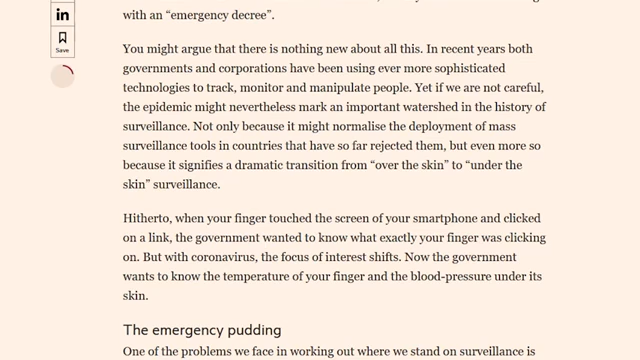 with an “emergency decree”.
in
Save
You might argue that there is nothing new about all this. In recent years both
governments and corporations have been using ever more sophisticated
technologies to track, monitor and manipulate people. Yet if we are not careful,
the epidemic might nevertheless mark an important watershed in the history of
surveillance. Not only because it might normalise the deployment of mass
surveillance tools in countries that have so far rejected them, but even more so
because it signifies a dramatic transition from “over the skin” to “under the
skin” surveillance.
Hitherto, when your finger touched the screen of your smartphone and clicked
on a link, the government wanted to know what exactly your finger was clicking
on. But with coronavirus, the focus of interest shifts. Now the government
wants to know the temperature of your finger and the blood-pressure under its
skin.
The emergency pudding
One of the problems we face in working out where we stand on surveillance is